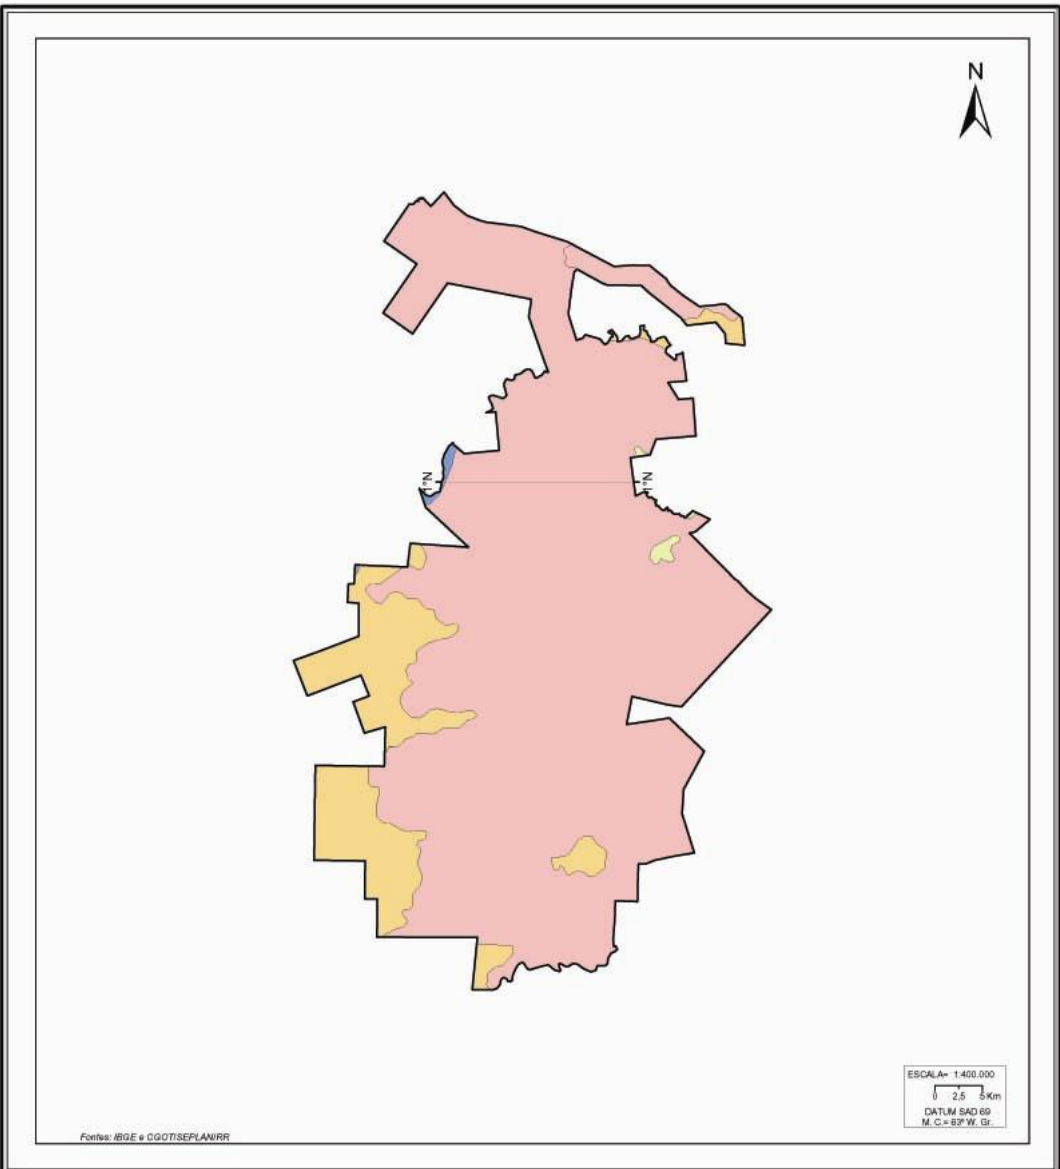 N
1°N
1°N
ESCALA= 1:400.000
0 2,5 5 Km
DATUM SAD 69
M. C.= 63º W. Gr.
Fontes: IBGE e CGOT/SEPLAN/RR